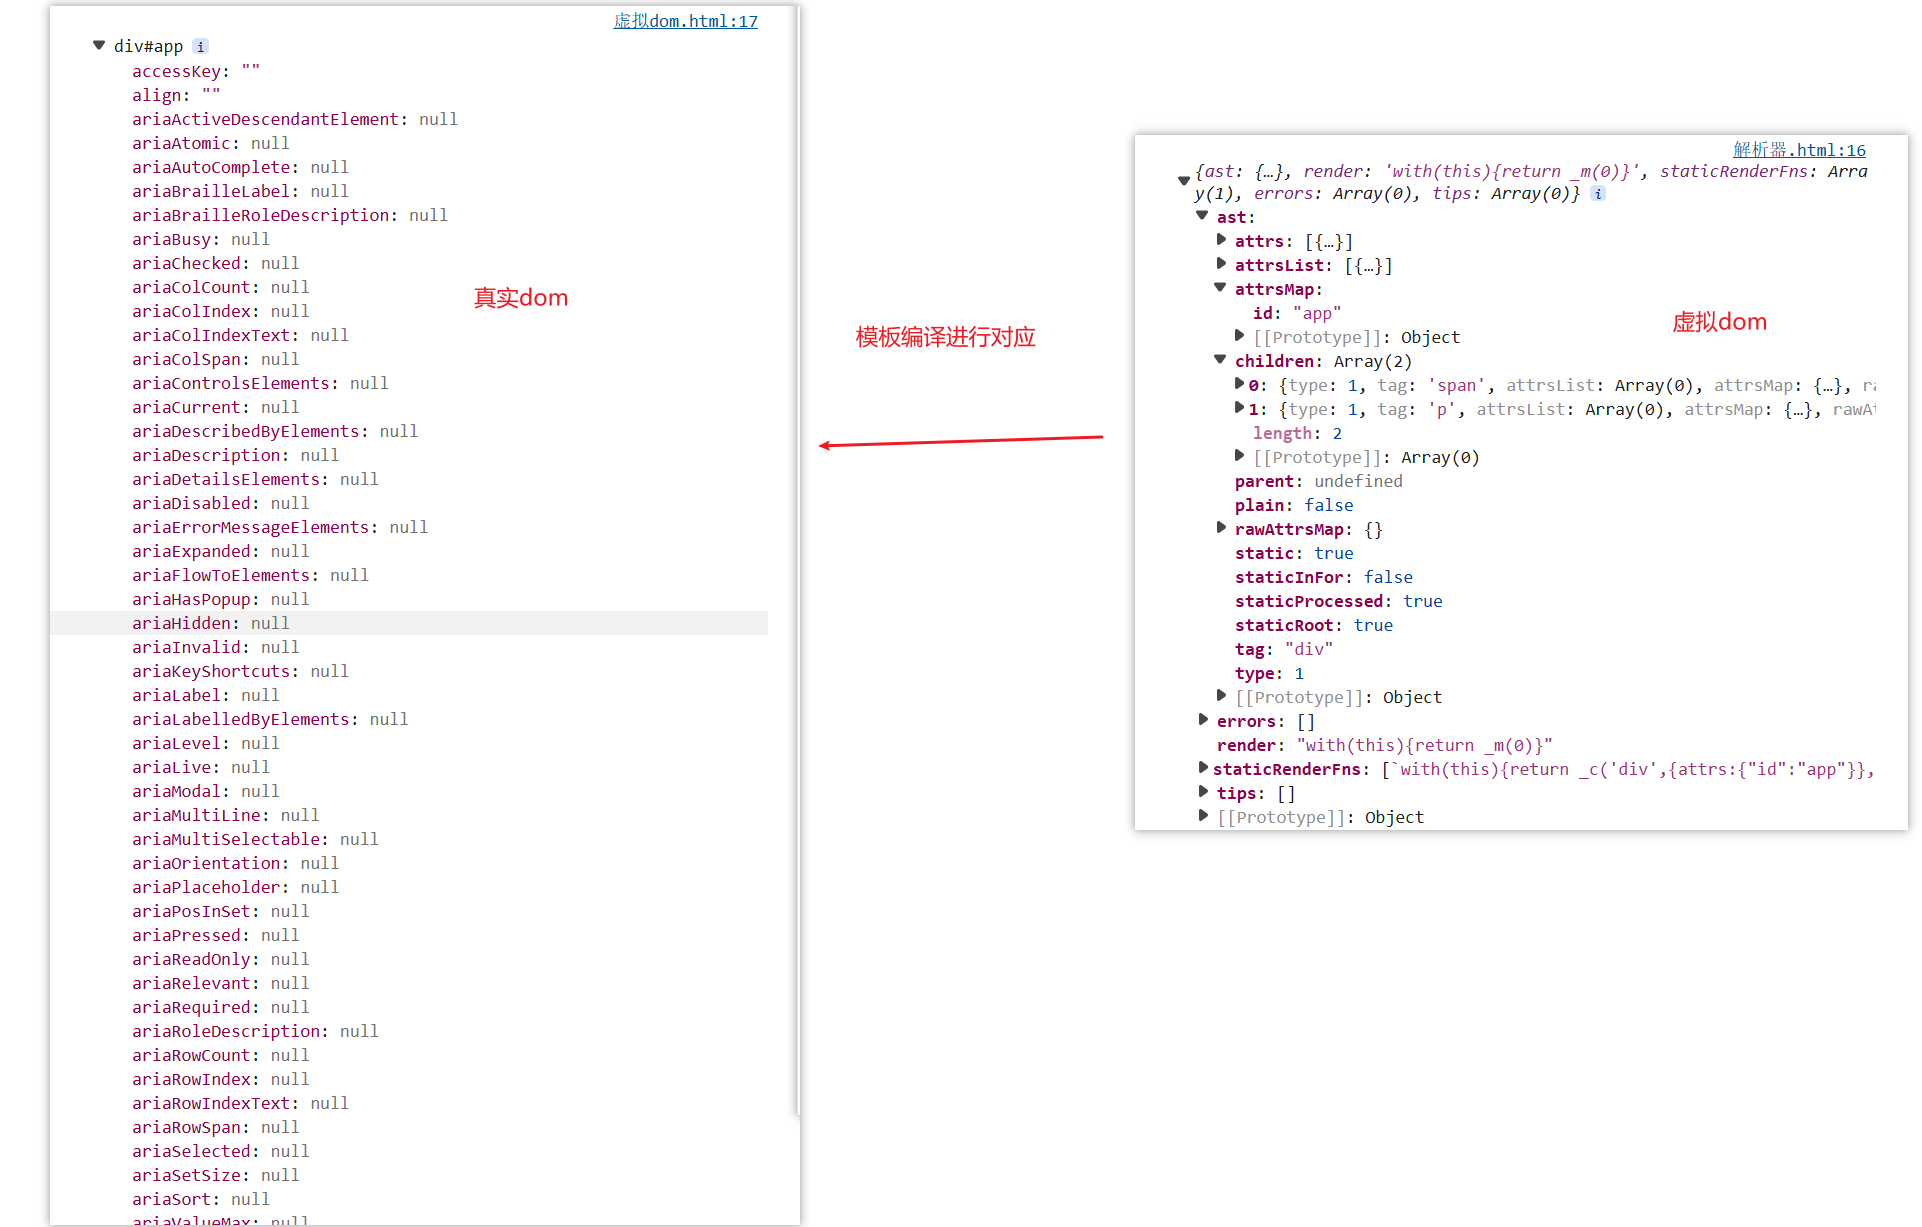 虚拟dom.html:17
div#app i
accessKey: ""
align: ""
ariaActiveDescendantElement: null
ariaAtomic: null
ariaAutoComplete: null
ariaBrailleLabel: null
ariaBrailleRoleDescription: null
ariaBusy: null
ariaChecked: null
ariaColCount: null
ariaColIndex: null
ariaColIndexText: null
ariaColSpan: null
ariaControlsElements: null
ariaCurrent: null
ariaDescribedByElements: null
ariaDescription: null
ariaDetailsElements: null
ariaDisabled: null
ariaErrorMessageElements: null
ariaExpanded: null
ariaFlowToElements: null
ariaHasPopup: null
ariaHidden: null
ariaInvalid: null
ariaKeyShortcuts: null
ariaLabel: null
ariaLabelledByElements: null
ariaLevel: null
ariaLive: null
ariaModal: null
ariaMultiLine: null
ariaMultiSelectable: null
ariaOrientation: null
ariaPlaceholder: null
ariaPosInSet: null
ariaPressed: null
ariaReadOnly: null
ariaRelevant: null
ariaRequired: null
ariaRoleDescription: null
ariaRowCount: null
ariaRowIndex: null
ariaRowIndexText: null
ariaRowSpan: null
ariaSelected: null
ariaSetSize: null
ariaSort: null
ariaValueMax: null
真实dom
模板编译进行对应
解析器.html:16
{ast: {…}, render: 'with(this){return _m(0)}', staticRenderFns: Arra
y(1), errors: Array(0), tips: Array(0)} i
ast:
attrs: [{…}]
attrsList: [{…}]
attrsMap:
id: "app"
[[Prototype]]: Object
children: Array(2)
0: {type: 1, tag: 'span', attrsList: Array(0), attrsMap: {…}, ra
1: {type: 1, tag: 'p', attrsList: Array(0), attrsMap: {…}, rawAt
length: 2
[[Prototype]]: Array(0)
parent: undefined
plain: false
rawAttrsMap: {}
static: true
staticInFor: false
staticProcessed: true
staticRoot: true
tag: "div"
type: 1
[[Prototype]]: Object
errors: []
render: "with(this){return _m(0)}"
staticRenderFns: [`with(this){return _c('div',{attrs:{"id":"app"}},
tips: []
[[Prototype]]: Object
虚拟dom